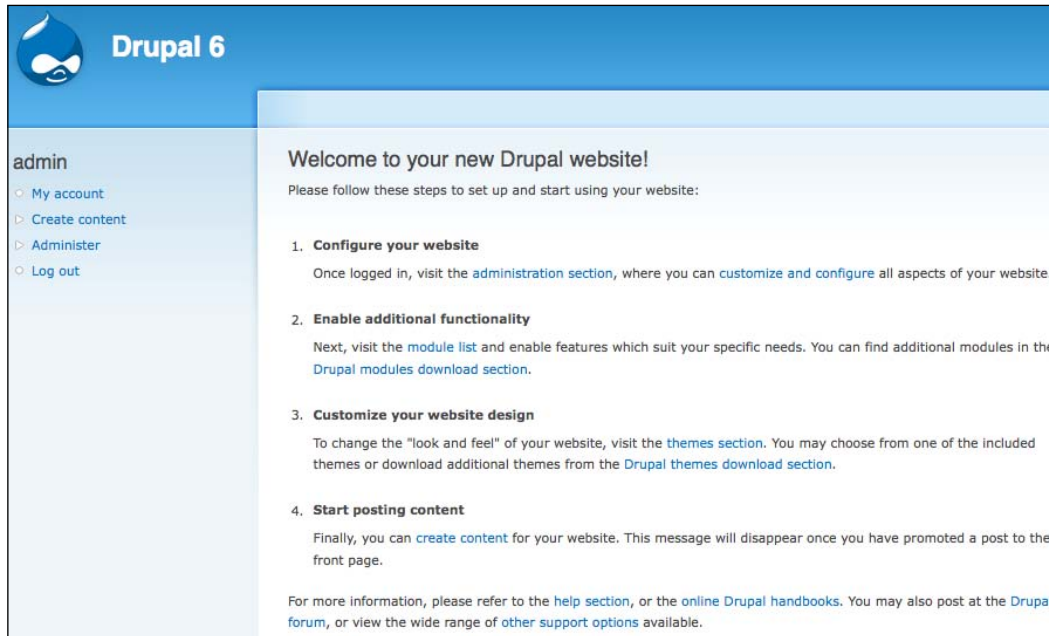 Drupal 6
admin
My account
Create content
Administer
Log out
Welcome to your new Drupal website!
Please follow these steps to set up and start using your website:
1. Configure your website
Once logged in, visit the administration section, where you can customize and configure all aspects of your website
2. Enable additional functionality
Next, visit the module list and enable features which suit your specific needs. You can find additional modules in the
Drupal modules download section.
3. Customize your website design
To change the "look and feel" of your website, visit the themes section. You may choose from one of the included
themes or download additional themes from the Drupal themes download section.
4. Start posting content
Finally, you can create content for your website. This message will disappear once you have promoted a post to the
front page.
For more information, please refer to the help section, or the online Drupal handbooks. You may also post at the Drupa
forum, or view the wide range of other support options available.